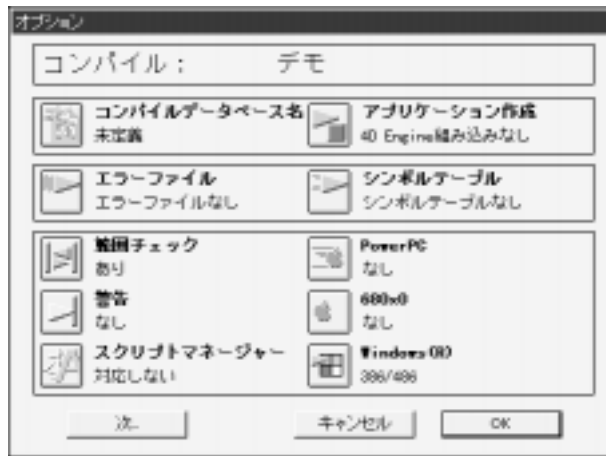 オプション
コンパイル： デモ
コンパイルデータベース名
未定義
アプリケーション作成
4D Engine組み込みなし
エラーファイル
エラーファイルなし
シンボルテーブル
シンボルテーブルなし
範囲チェック
あり
PowerPC
なし
警告
なし
680x0
なし
スクリプトマネージャー
対応しない
Windows(R)
386/486
次...
キャンセル
OK